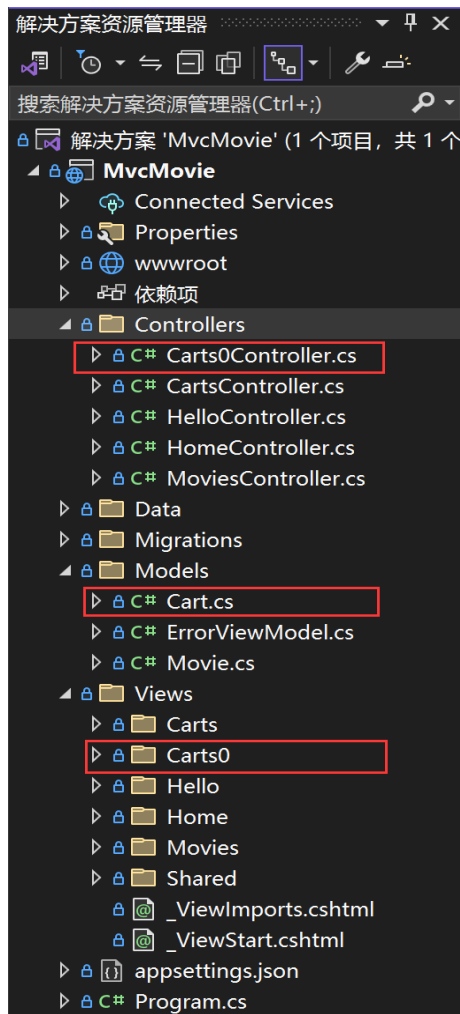 解决方案资源管理器
搜索解决方案资源管理器(Ctrl+;)
解决方案 'MvcMovie' (1 个项目，共 1 个
MvcMovie
Connected Services
Properties
wwwroot
依赖项
Controllers
C# Carts0Controller.cs
C# CartsController.cs
C# HelloController.cs
C# HomeController.cs
C# MoviesController.cs
Data
Migrations
Models
C# Cart.cs
C# ErrorViewModel.cs
C# Movie.cs
Views
Carts
Carts0
Hello
Home
Movies
Shared
_ViewImports.cshtml
_ViewStart.cshtml
appsettings.json
C# Program.cs